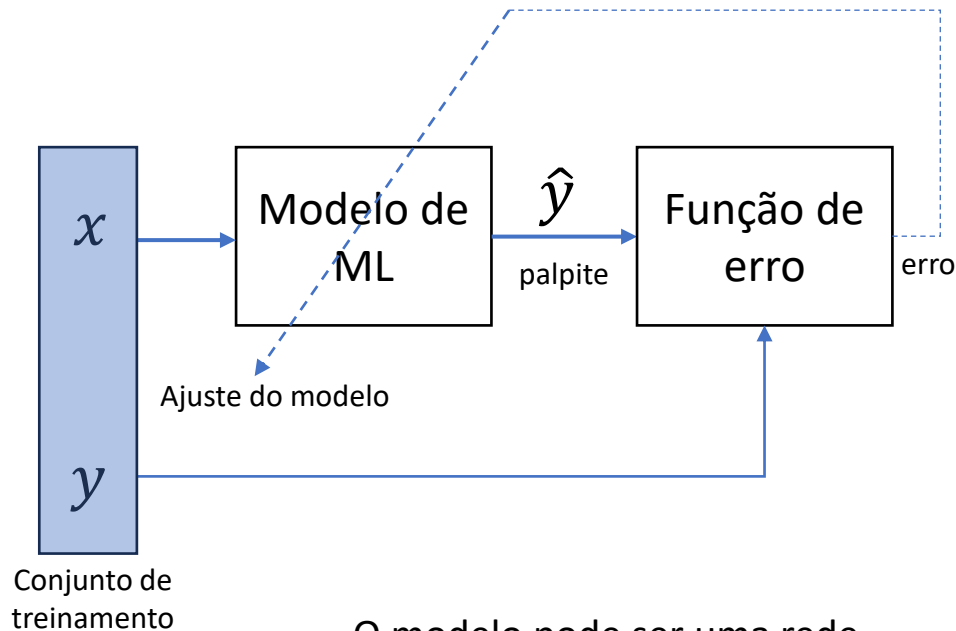 x
Modelo de
ML
ŷ
palpite
Função de
erro
erro
Ajuste do modelo
y
Conjunto de
treinamento
O modelo pode ser uma rede